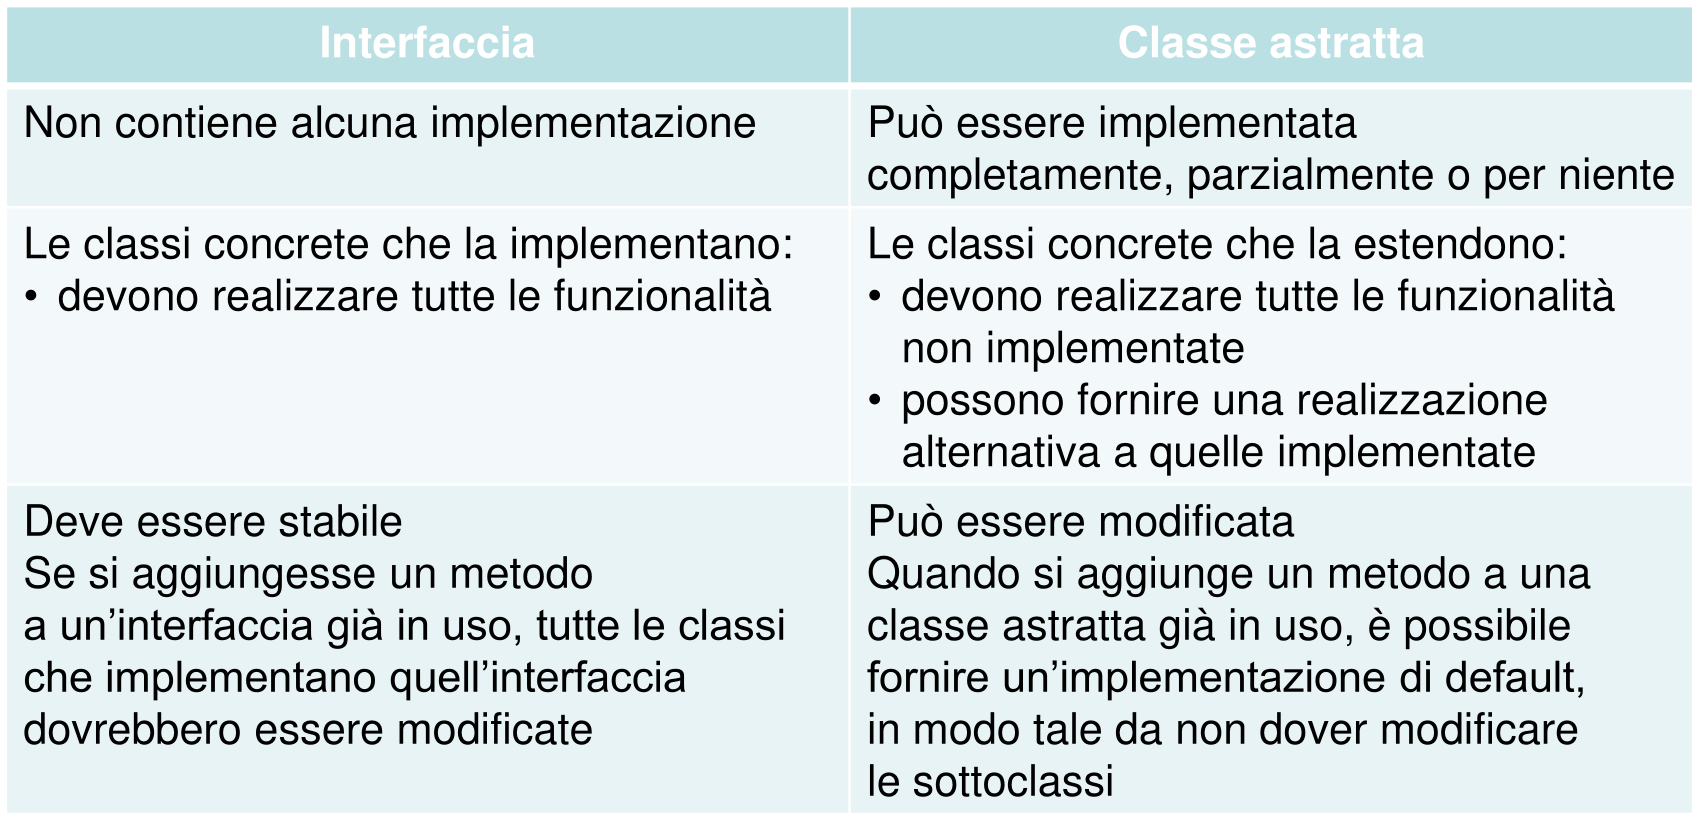 Interfaccia
Classe astratta
Non contiene alcuna implementazione
Può essere implementata
completamente, parzialmente o per niente
Le classi concrete che la implementano:
• devono realizzare tutte le funzionalità
Le classi concrete che la estendono:
• devono realizzare tutte le funzionalità
non implementate
• possono fornire una realizzazione
alternativa a quelle implementate
Deve essere stabile
Se si aggiungesse un metodo
a un’interfaccia già in uso, tutte le classi
che implementano quell’interfaccia
dovrebbero essere modificate
Può essere modificata
Quando si aggiunge un metodo a una
classe astratta già in uso, è possibile
fornire un’implementazione di default,
in modo tale da non dover modificare
le sottoclassi